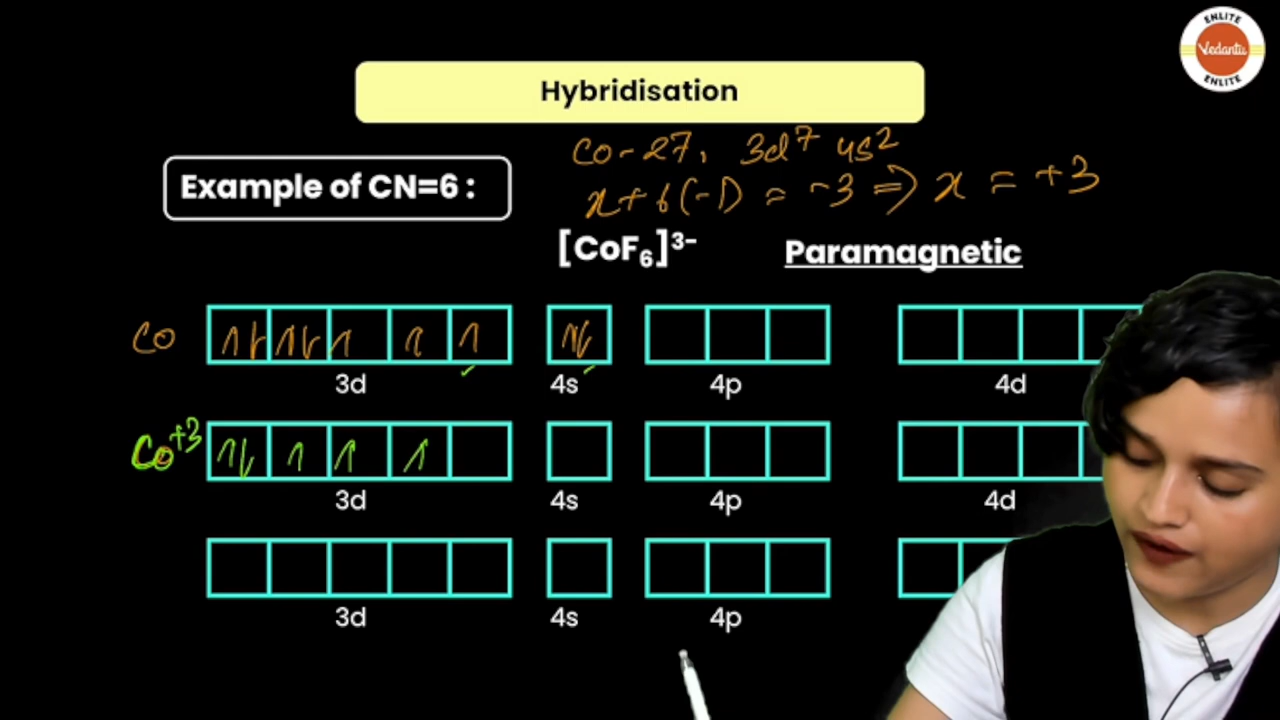 ENLITE
Vedantu
ENLITE
Hybridisation
Co - 27, 3d⁷ 4s²
Example of CN=6 :
x + 6(-1) = -3 ⇒ x = +3
[CoF₆]³⁻ Paramagnetic
Co
3d 4s 4p 4d
Co⁺³
3d 4s 4p 4d
3d 4s 4p